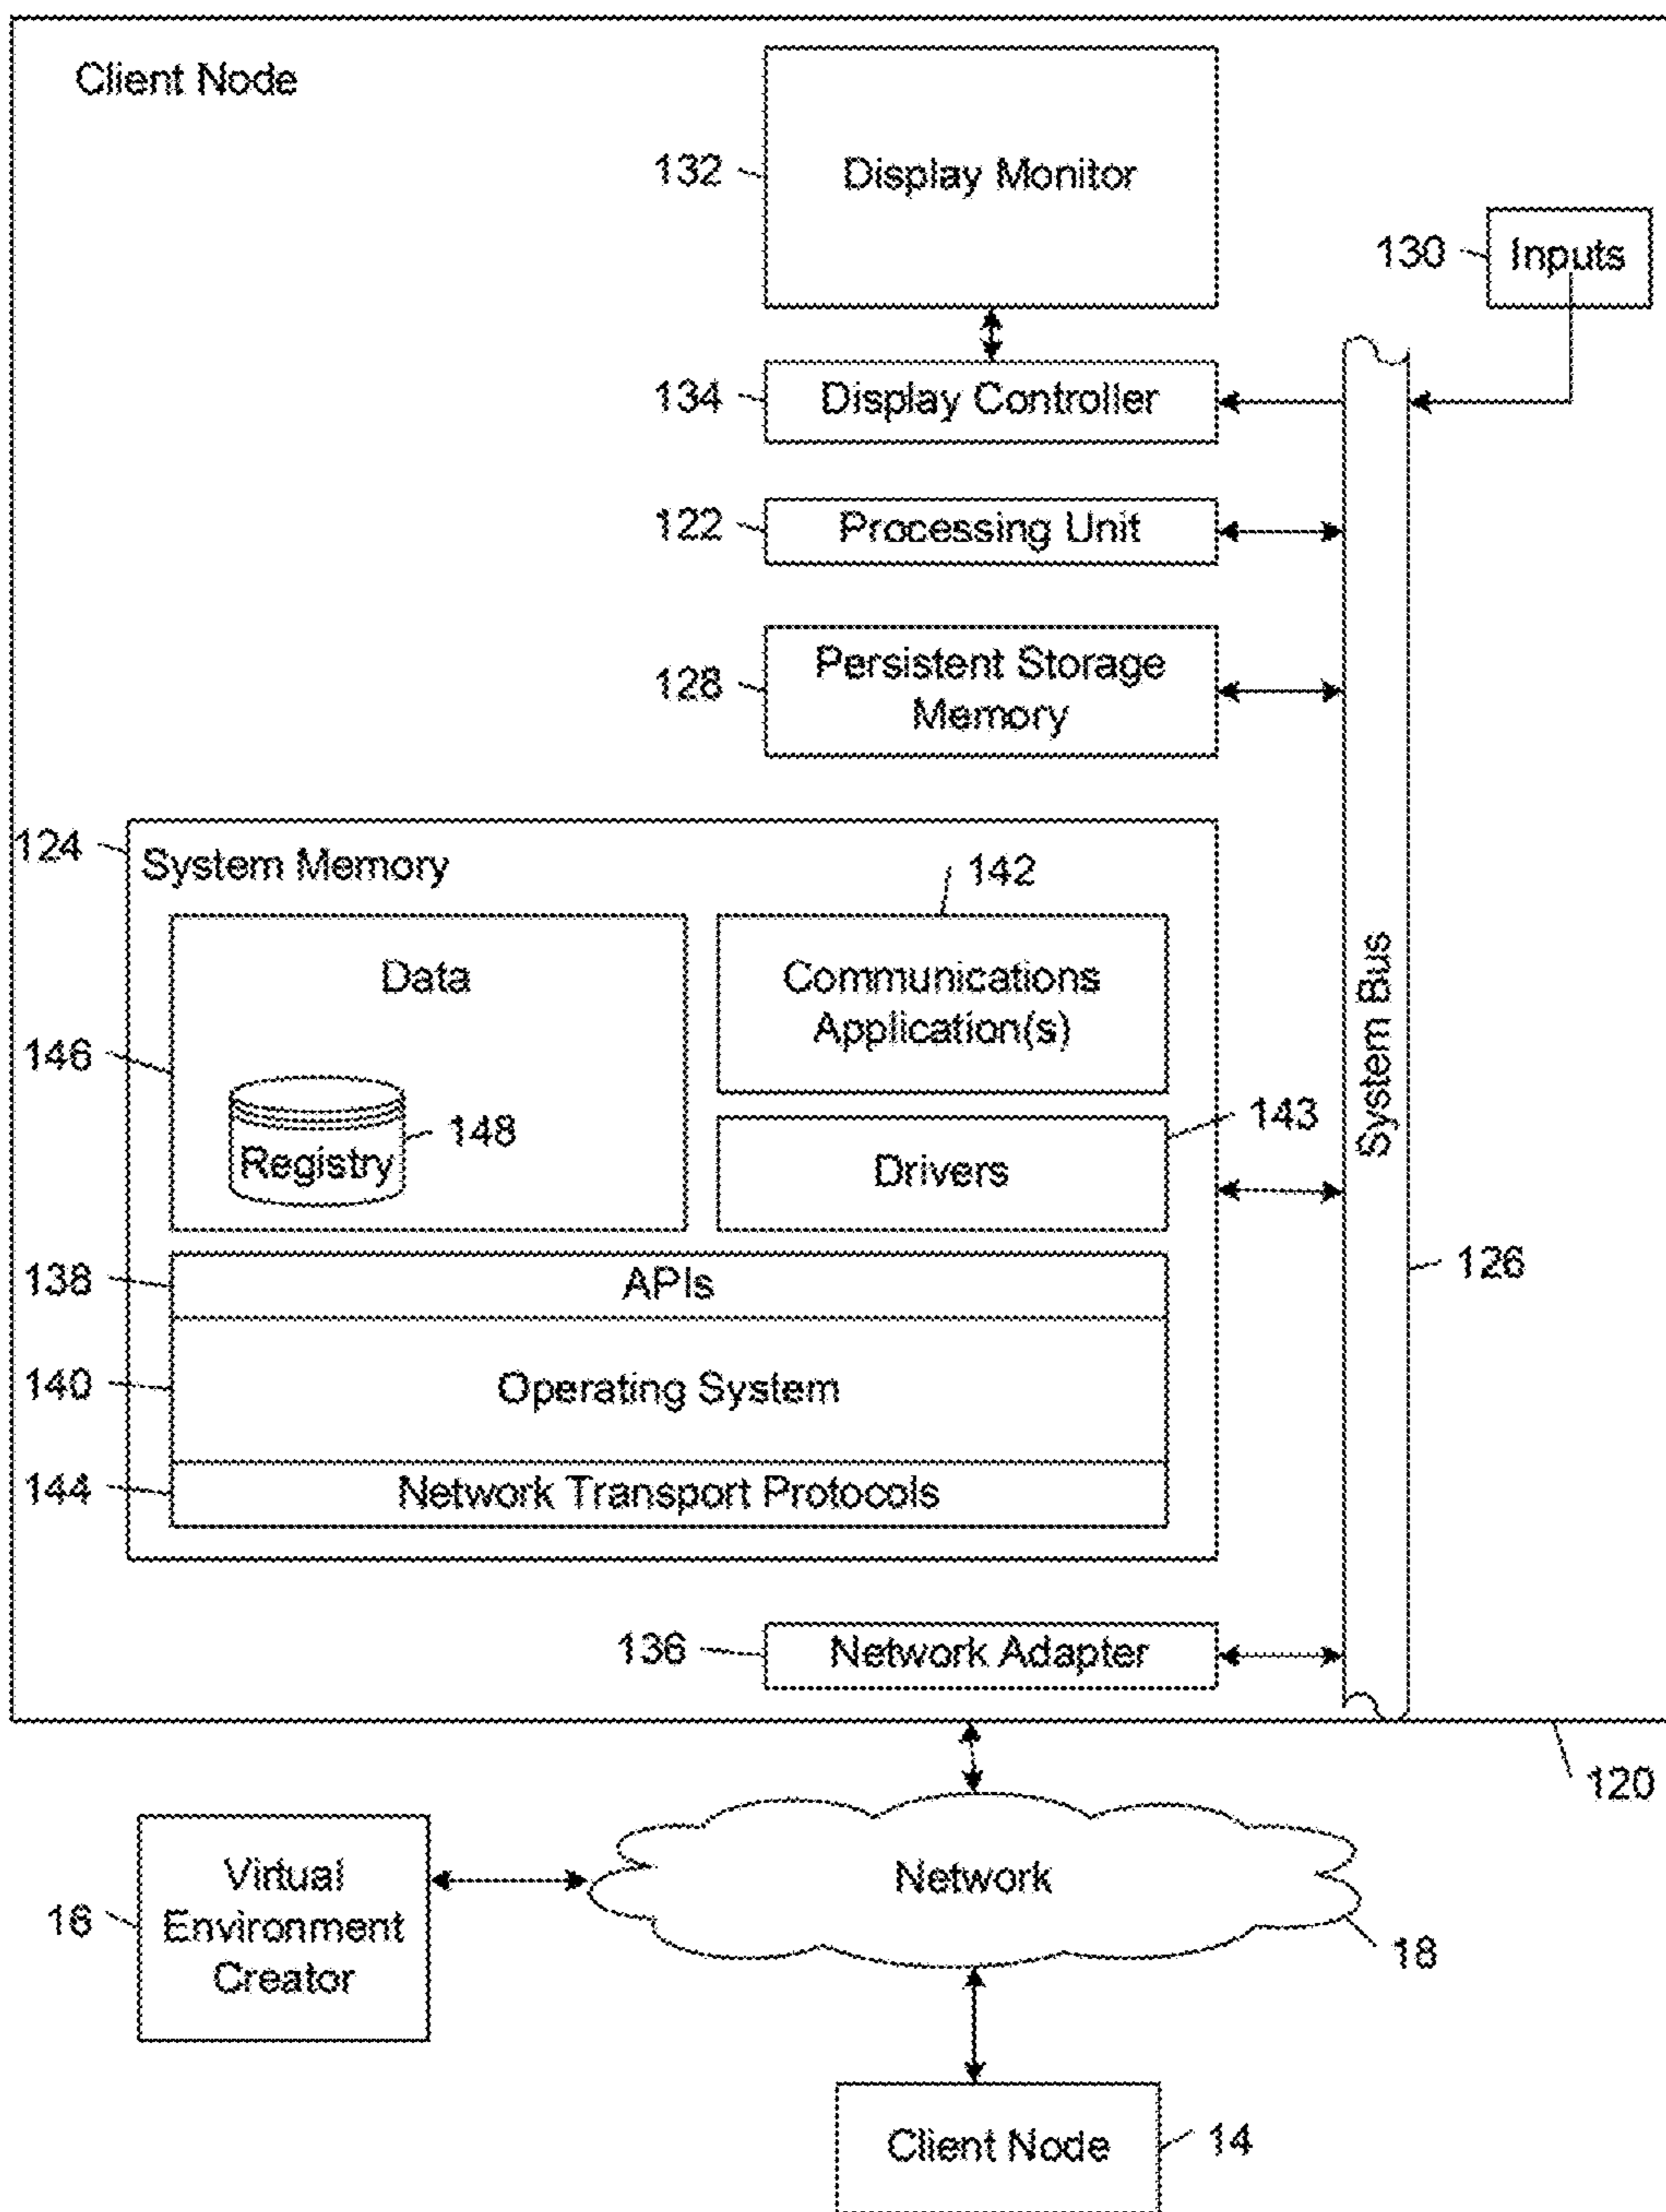 Client Node
132
Display Monitor
130
Inputs
134
Display Controller
122
Processing Unit
128
Persistent Storage
Memory
124
System Memory
142
Data
Communications
Application(s)
146
148
Registry
143
Drivers
System Bus
126
138
APIs
140
Operating System
144
Network Transport Protocols
136
Network Adapter
120
16
Virtual
Environment
Creator
Network
18
Client Node
14